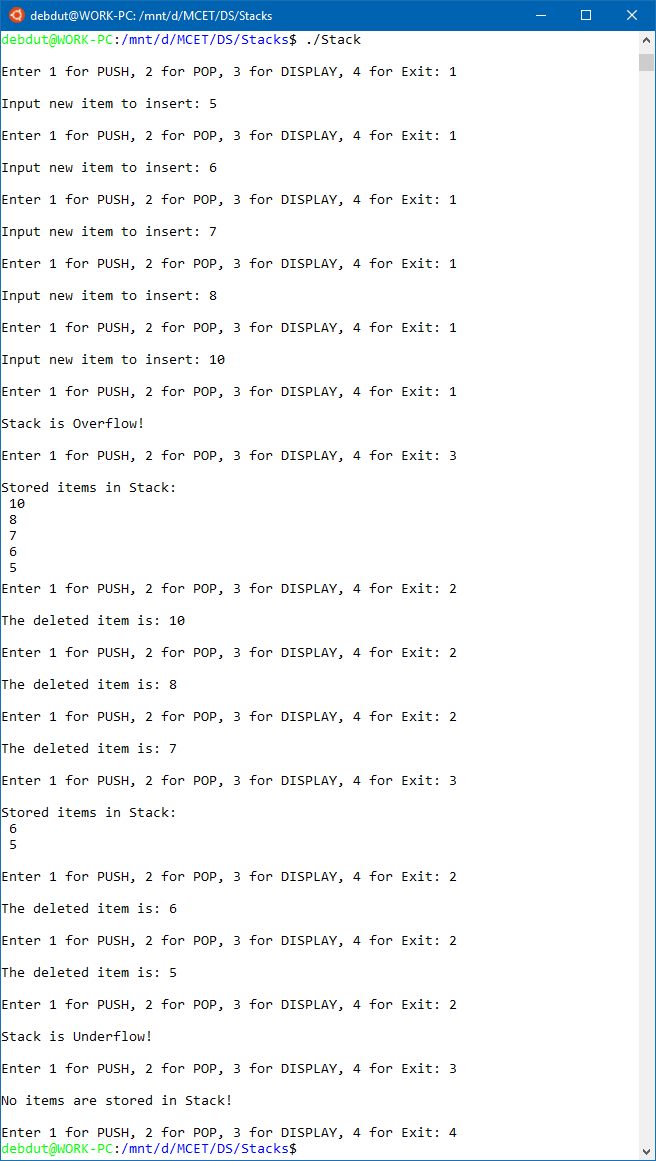 debdut@WORK-PC: /mnt/d/MCET/DS/Stacks
debdut@WORK-PC:/mnt/d/MCET/DS/Stacks$ ./Stack
Enter 1 for PUSH, 2 for POP, 3 for DISPLAY, 4 for Exit: 1
Input new item to insert: 5
Enter 1 for PUSH, 2 for POP, 3 for DISPLAY, 4 for Exit: 1
Input new item to insert: 6
Enter 1 for PUSH, 2 for POP, 3 for DISPLAY, 4 for Exit: 1
Input new item to insert: 7
Enter 1 for PUSH, 2 for POP, 3 for DISPLAY, 4 for Exit: 1
Input new item to insert: 8
Enter 1 for PUSH, 2 for POP, 3 for DISPLAY, 4 for Exit: 1
Input new item to insert: 10
Enter 1 for PUSH, 2 for POP, 3 for DISPLAY, 4 for Exit: 1
Stack is Overflow!
Enter 1 for PUSH, 2 for POP, 3 for DISPLAY, 4 for Exit: 3
Stored items in Stack:
10
8
7
6
5
Enter 1 for PUSH, 2 for POP, 3 for DISPLAY, 4 for Exit: 2
The deleted item is: 10
Enter 1 for PUSH, 2 for POP, 3 for DISPLAY, 4 for Exit: 2
The deleted item is: 8
Enter 1 for PUSH, 2 for POP, 3 for DISPLAY, 4 for Exit: 2
The deleted item is: 7
Enter 1 for PUSH, 2 for POP, 3 for DISPLAY, 4 for Exit: 3
Stored items in Stack:
6
5
Enter 1 for PUSH, 2 for POP, 3 for DISPLAY, 4 for Exit: 2
The deleted item is: 6
Enter 1 for PUSH, 2 for POP, 3 for DISPLAY, 4 for Exit: 2
The deleted item is: 5
Enter 1 for PUSH, 2 for POP, 3 for DISPLAY, 4 for Exit: 2
Stack is Underflow!
Enter 1 for PUSH, 2 for POP, 3 for DISPLAY, 4 for Exit: 3
No items are stored in Stack!
Enter 1 for PUSH, 2 for POP, 3 for DISPLAY, 4 for Exit: 4
debdut@WORK-PC:/mnt/d/MCET/DS/Stacks$